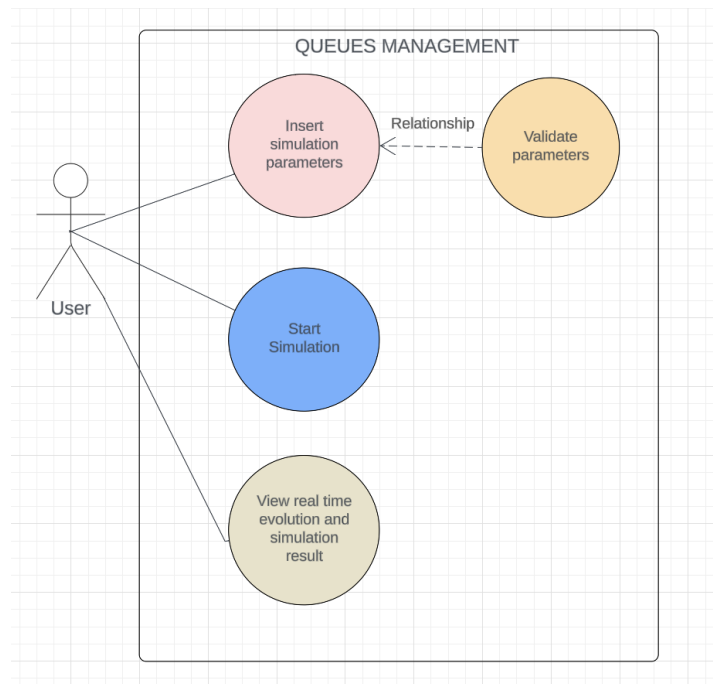 QUEUES MANAGEMENT
Insert
simulation
parameters
Relationship
Validate
parameters
User
Start
Simulation
View real time
evolution and
simulation
result